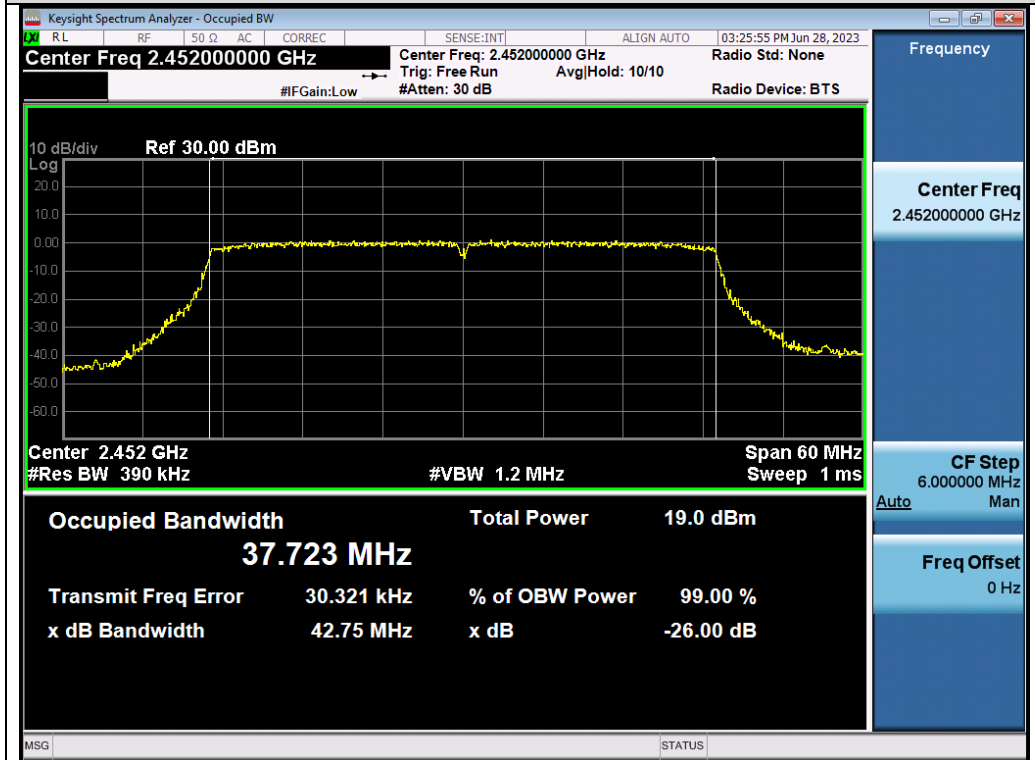 Keysight Spectrum Analyzer - Occupied BW
LXI RL RF 50 Ω AC CORREC SENSE:INT ALIGN AUTO 03:25:55 PM Jun 28, 2023
Center Freq 2.452000000 GHz
Center Freq: 2.452000000 GHz
Radio Std: None
Trig: Free Run Avg|Hold: 10/10
#IFGain:Low
#Atten: 30 dB
Radio Device: BTS
10 dB/div Ref 30.00 dBm
Log
20.0
10.0
0.00
-10.0
-20.0
-30.0
-40.0
-50.0
-60.0
Center 2.452 GHz Span 60 MHz
#Res BW 390 kHz #VBW 1.2 MHz Sweep 1 ms
Occupied Bandwidth Total Power 19.0 dBm
37.723 MHz
Transmit Freq Error 30.321 kHz % of OBW Power 99.00 %
x dB Bandwidth 42.75 MHz x dB -26.00 dB
MSG STATUS
Frequency
Center Freq
2.452000000 GHz
CF Step
6.000000 MHz
Auto Man
Freq Offset
0 Hz